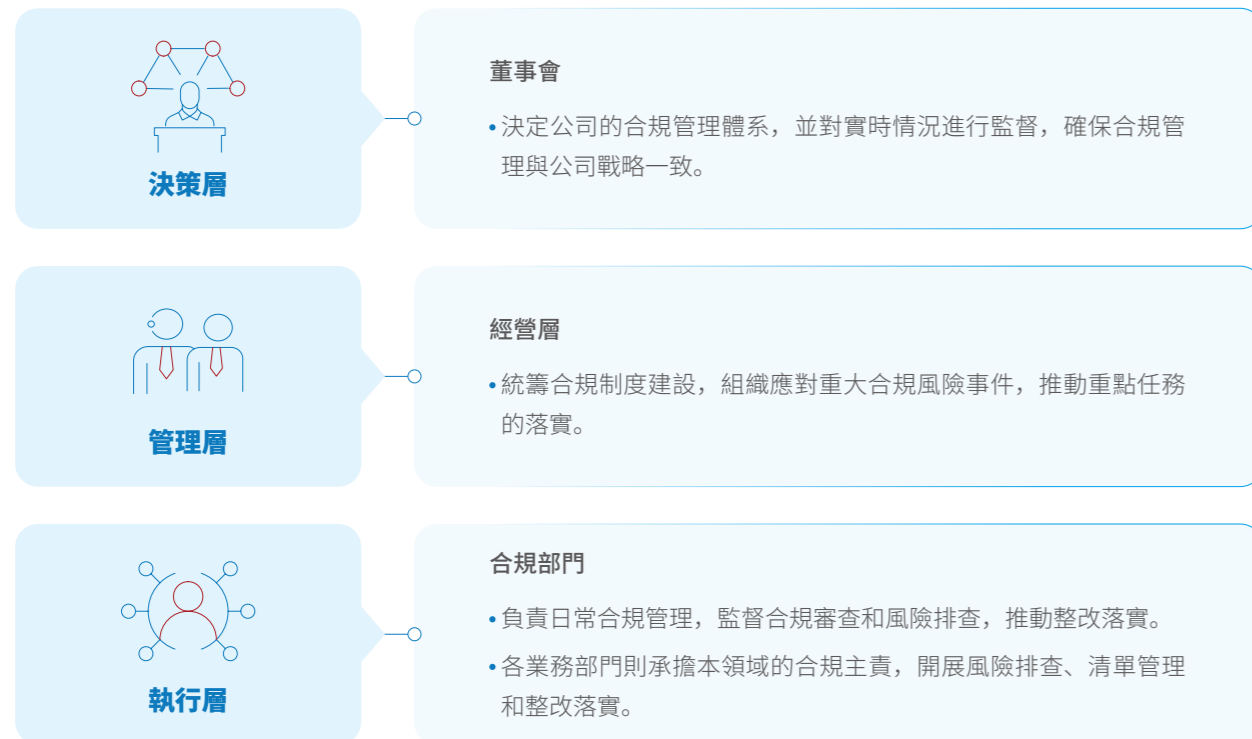 決策層
董事會
•決定公司的合規管理體系，並對實時情況進行監督，確保合規管
理與公司戰略一致。
管理層
經營層
•統籌合規制度建設，組織應對重大合規風險事件，推動重點任務
的落實。
執行層
合規部門
•負責日常合規管理，監督合規審查和風險排查，推動整改落實。
•各業務部門則承擔本領域的合規主責，開展風險排查、清單管理
和整改落實。